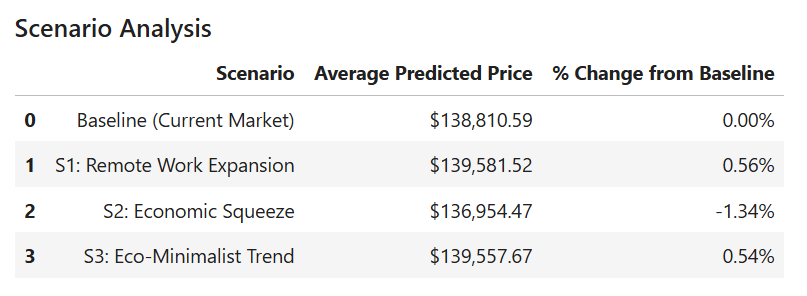 Scenario Analysis
Scenario Average Predicted Price % Change from Baseline
0 Baseline (Current Market) $138,810.59 0.00%
1 S1: Remote Work Expansion $139,581.52 0.56%
2 S2: Economic Squeeze $136,954.47 -1.34%
3 S3: Eco-Minimalist Trend $139,557.67 0.54%